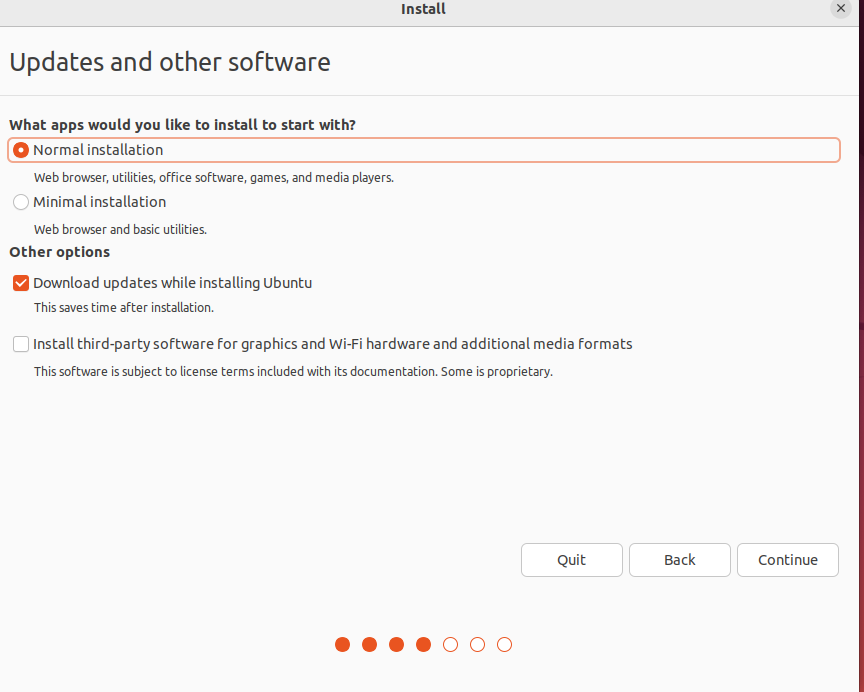 Install
Updates and other software
What apps would you like to install to start with?
Normal installation
Web browser, utilities, office software, games, and media players.
Minimal installation
Web browser and basic utilities.
Other options
Download updates while installing Ubuntu
This saves time after installation.
Install third-party software for graphics and Wi-Fi hardware and additional media formats
This software is subject to license terms included with its documentation. Some is proprietary.
Quit Back Continue